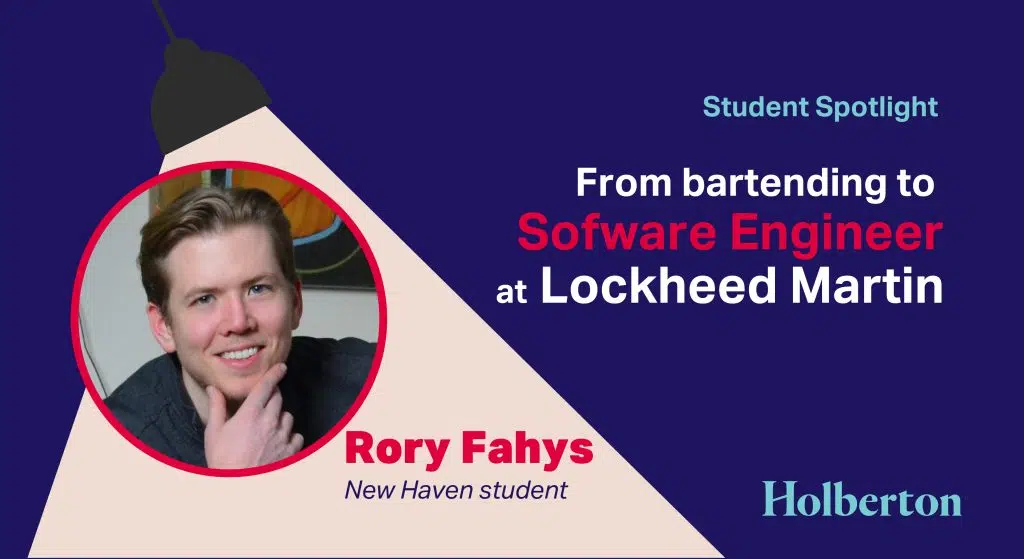 Student Spotlight
From bartending to
Sofware Engineer
at Lockheed Martin
Rory Fahys
New Haven student
Holberton